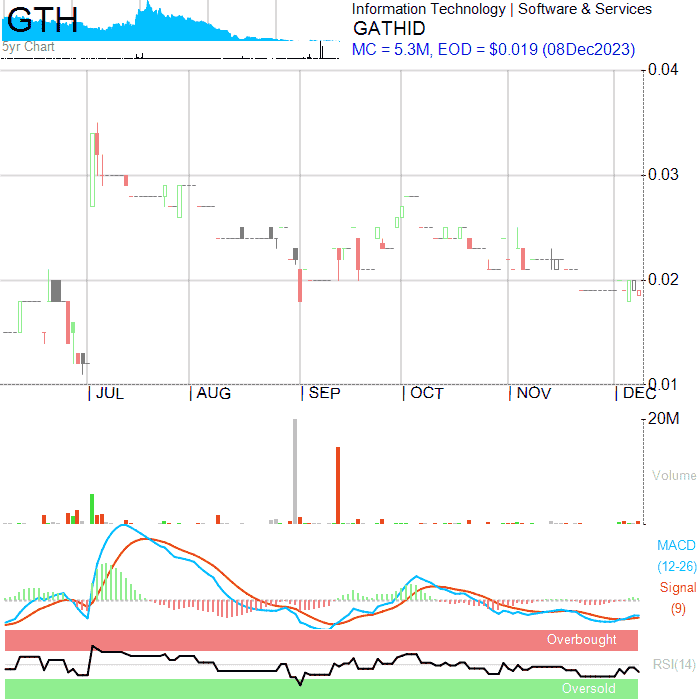 GTH
5yr Chart
Information Technology | Software & Services
GATHID
MC = 5.3M, EOD = $0.019 (08Dec2023)
0.04
0.03
0.02
0.01
JUL
AUG
SEP
OCT
NOV
DEC
20M
Volume
MACD
(12-26)
Signal
(9)
Overbought
RSI(14)
Oversold